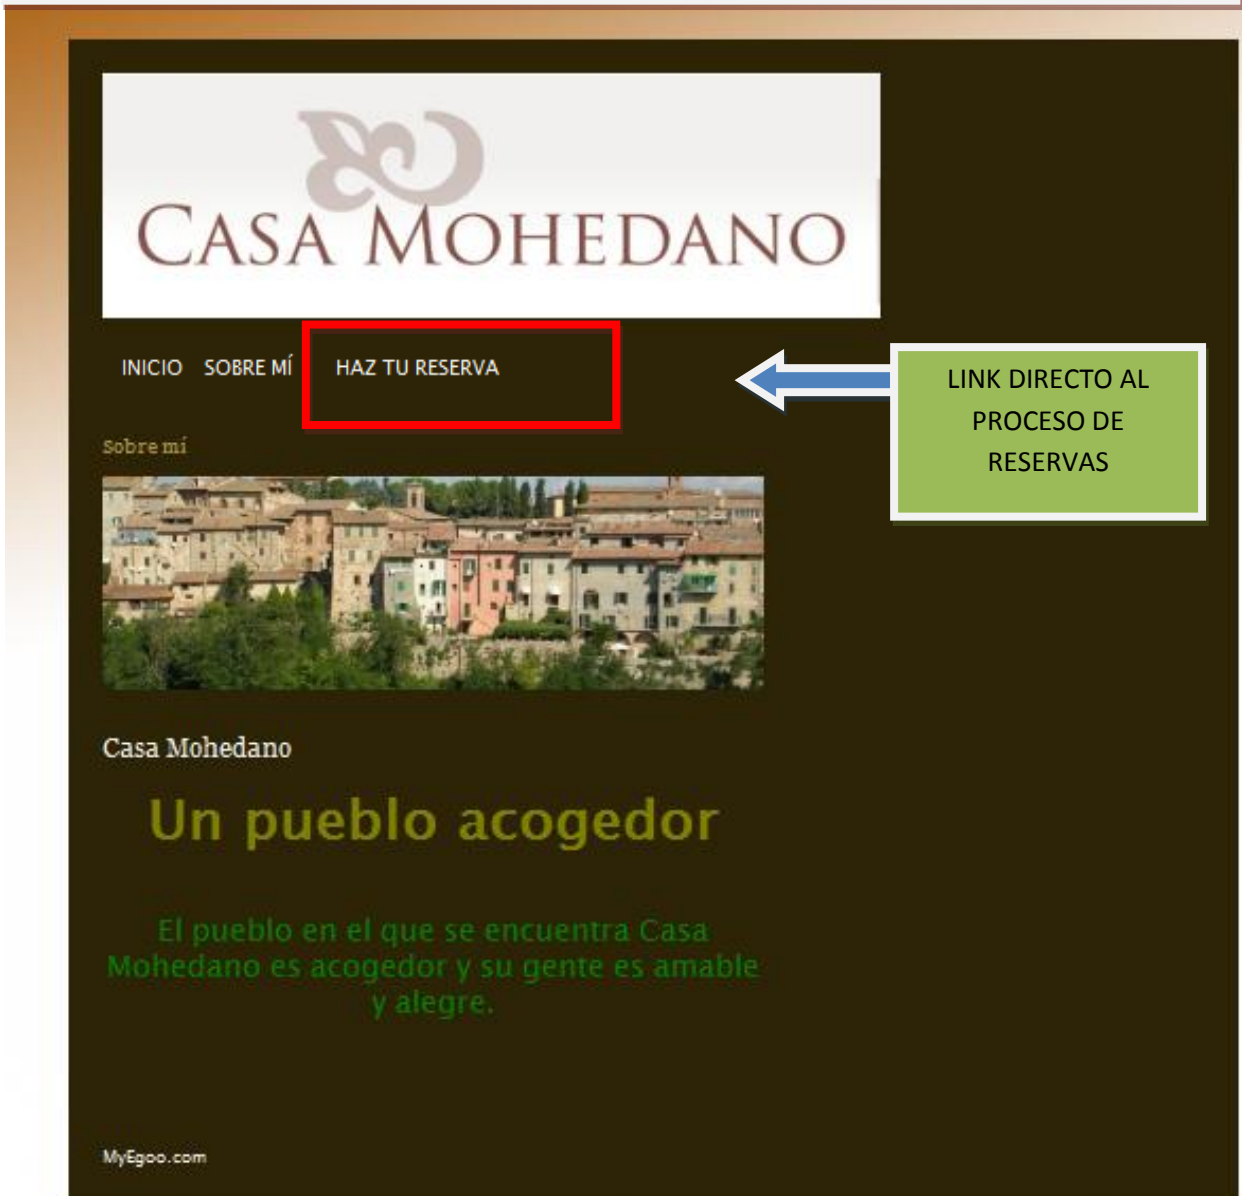 CASA MOHEDANO
INICIO SOBRE MÍ HAZ TU RESERVA
LINK DIRECTO AL
PROCESO DE
RESERVAS
Sobre mí
Casa Mohedano
Un pueblo acogedor
El pueblo en el que se encuentra Casa
Mohedano es acogedor y su gente es amable
y alegre.
MyEgoo.com